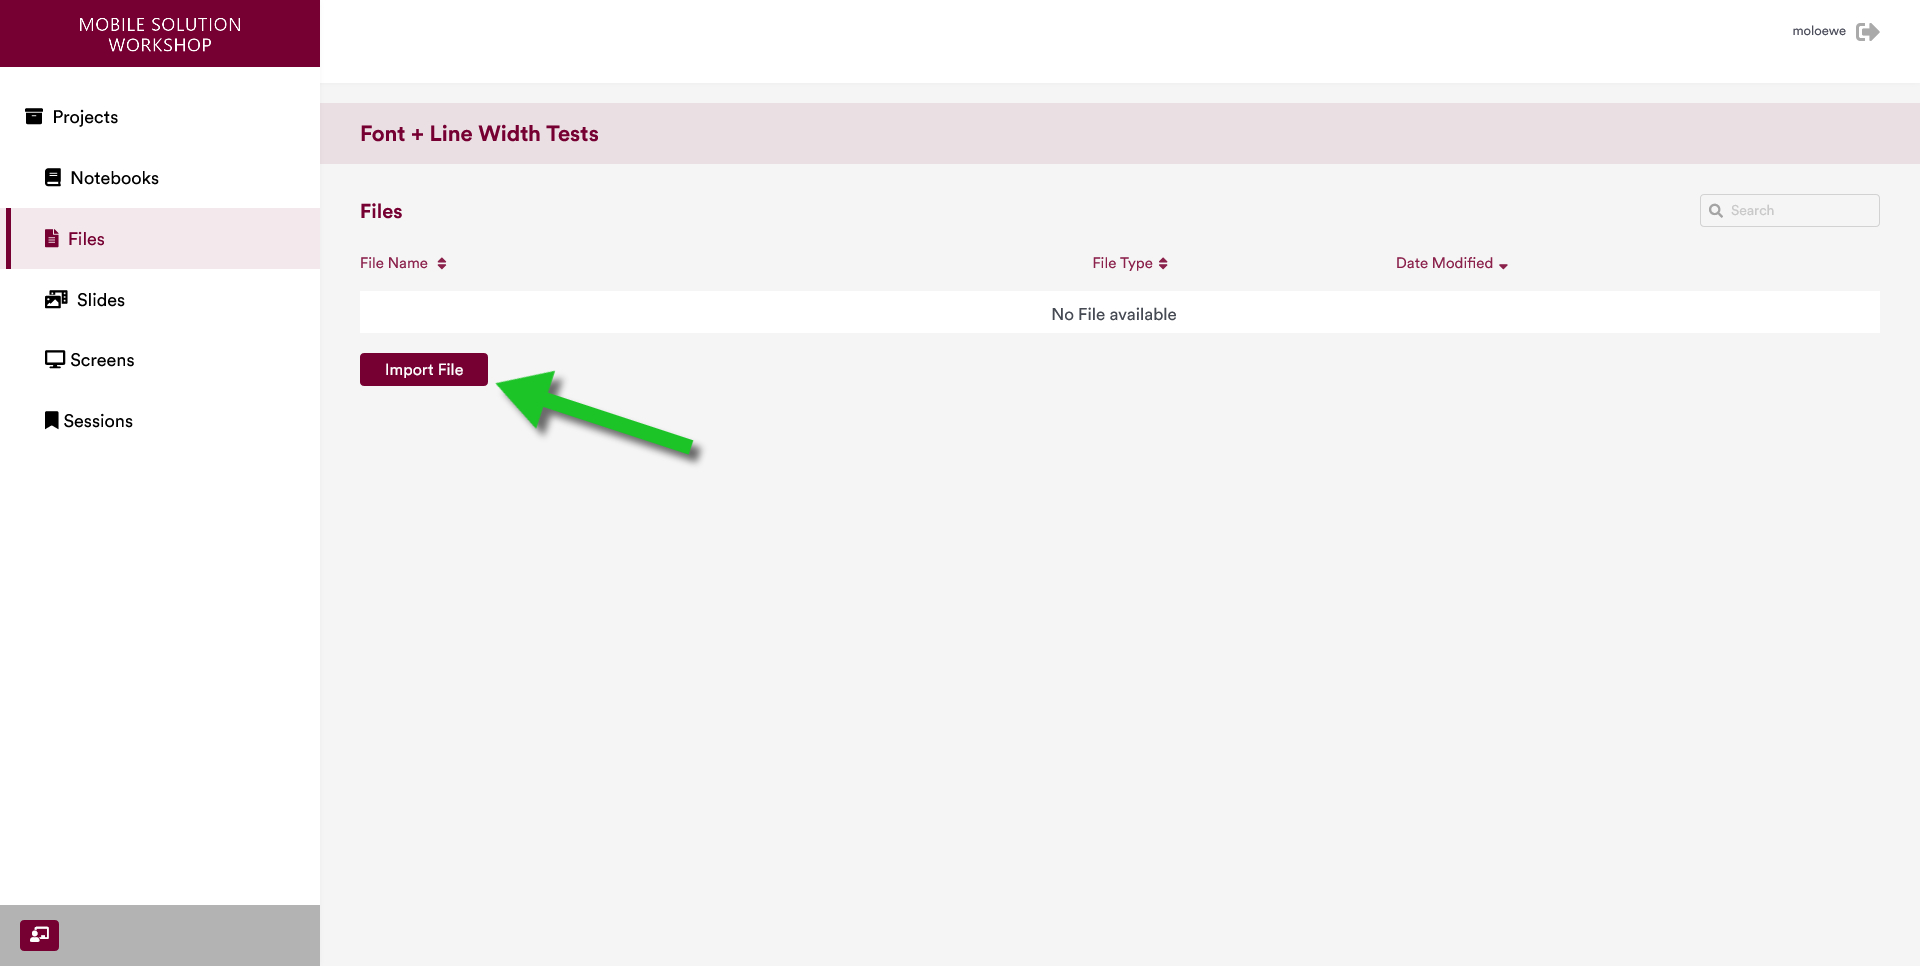 MOBILE SOLUTION
WORKSHOP
moloewe
Projects
Notebooks
Files
Slides
Screens
Sessions
Font + Line Width Tests
Files
Search
File Name File Type Date Modified
No File available
Import File